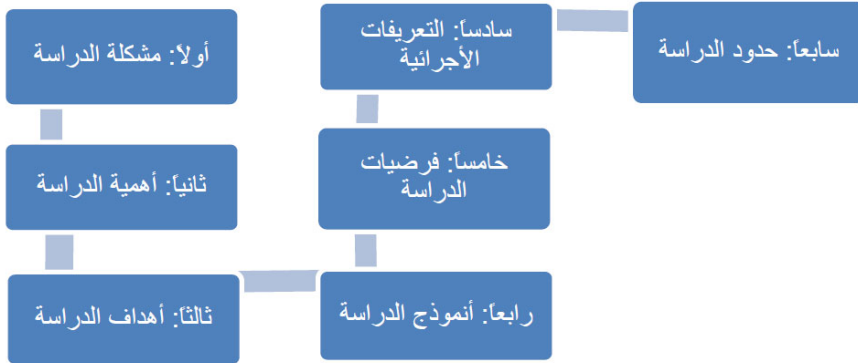 أولاً: مشكلة الدراسة
ثانياً: أهمية الدراسة
ثالثاً: أهداف الدراسة
رابعاً: أنموذج الدراسة
خامساً: فرضيات
الدراسة
سادساً: التعريفات
الأجرائية
سابعاً: حدود الدراسة